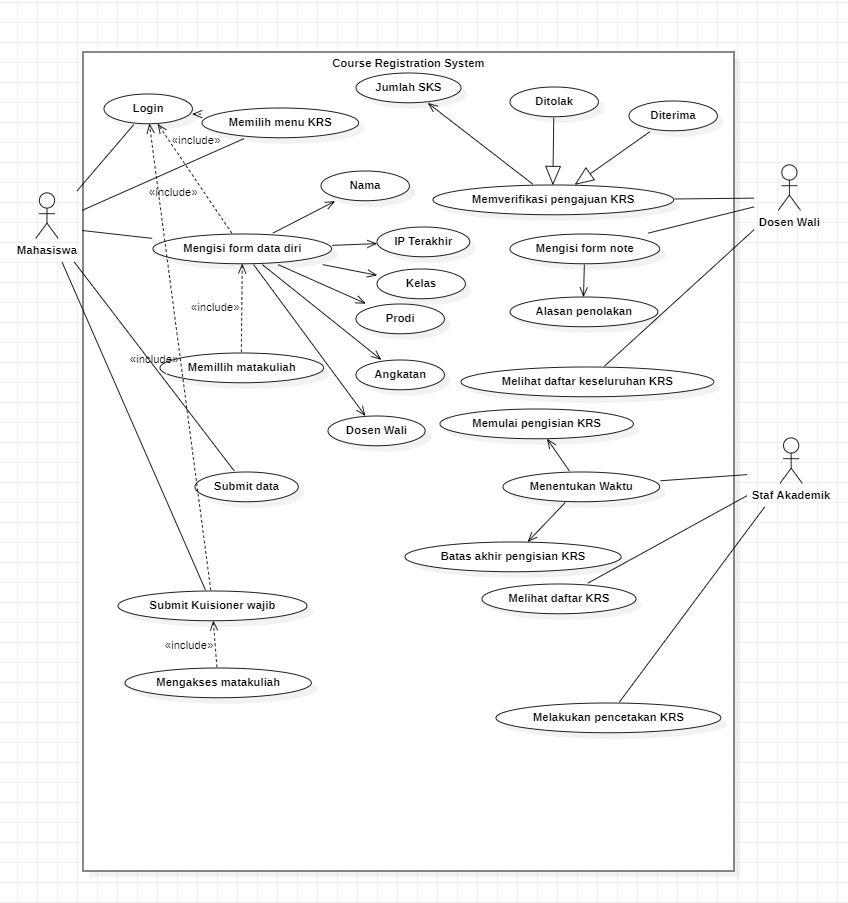 Course Registration System
Jumlah SKS
Login
Ditolak
Diterima
Memilih menu KRS
«include»
Nama
«include»
Memverifikasi pengajuan KRS
Dosen Wali
Mahasiswa
Mengisi form data diri
IP Terakhir
Mengisi form note
Kelas
«include»
Prodi
Alasan penolakan
«include»
Memillih matakuliah
Angkatan
Melihat daftar keseluruhan KRS
Dosen Wali
Memulai pengisian KRS
Submit data
Menentukan Waktu
Staf Akademik
Batas akhir pengisian KRS
Submit Kuisioner wajib
Melihat daftar KRS
«include»
Mengakses matakuliah
Melakukan pencetakan KRS